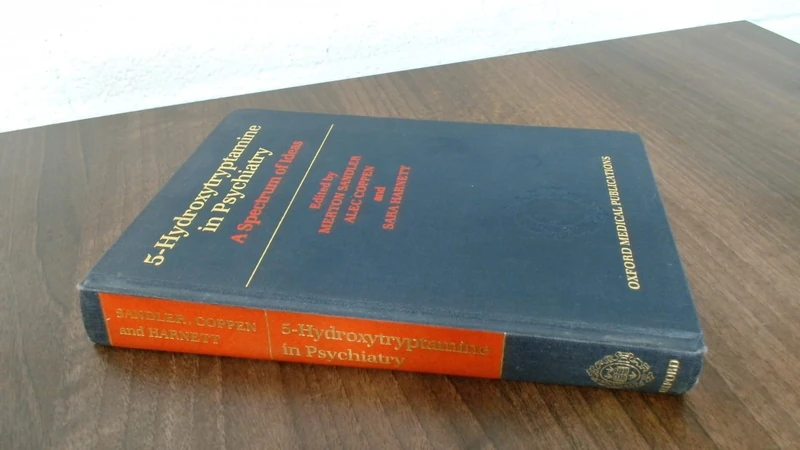 5-Hydroxytryptamine
in Psychiatry
A Spectrum of Ideas
Edited by
MERTON SANDLER
ALEC COPPEN
and
SARA HARNETT
OXFORD MEDICAL PUBLICATIONS
SANDLER, COPPEN
and HARNETT
5-Hydroxytryptamine
in Psychiatry
OXFORD